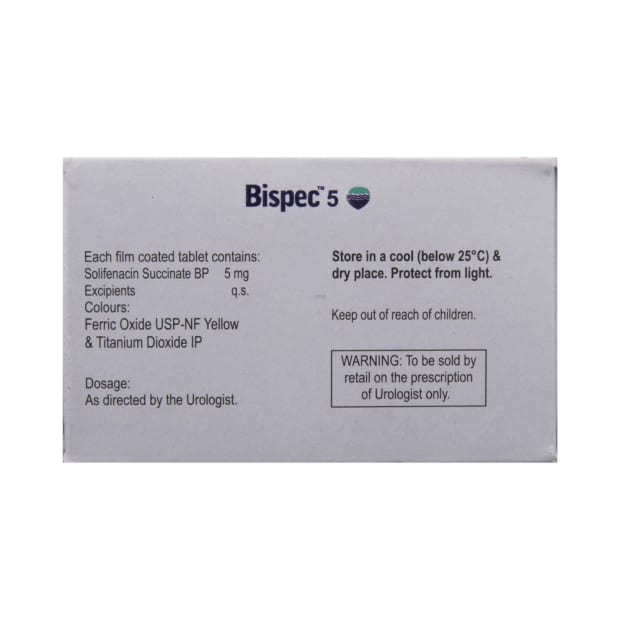 Bispec™ 5
Each film coated tablet contains:
Solifenacin Succinate BP 5 mg
Excipients q.s.
Colours:
Ferric Oxide USP-NF Yellow
& Titanium Dioxide IP
Dosage:
As directed by the Urologist.
Store in a cool (below 25°C) &
dry place. Protect from light.
Keep out of reach of children.
WARNING: To be sold by
retail on the prescription
of Urologist only.